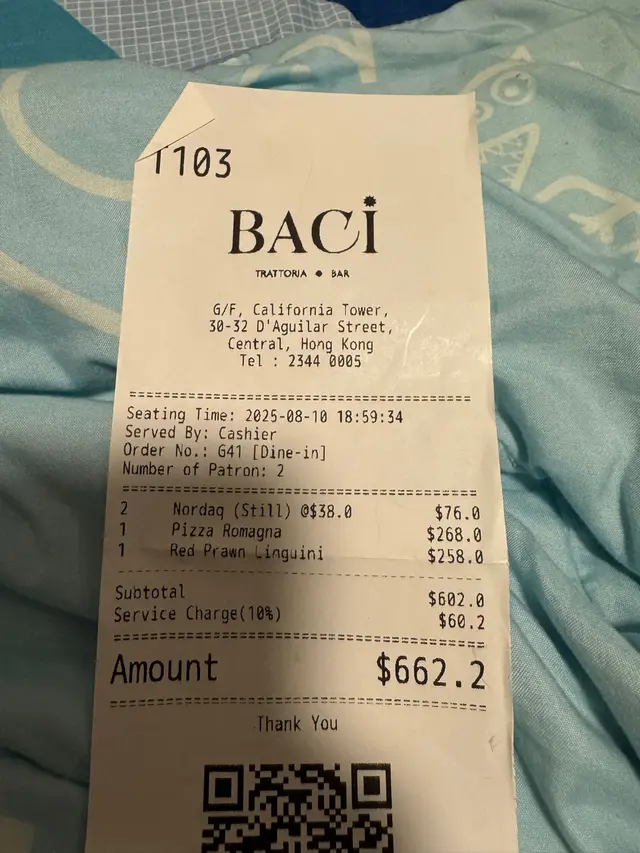 T103
BACi
TRATTORIA • BAR
G/F, California Tower,
30-32 D'Aguilar Street,
Central, Hong Kong
Tel : 2344 0005
Seating Time: 2025-08-10 18:59:34
Served By: Cashier
Order No.: G41 [Dine-in]
Number of Patron: 2
2 Nordaq (Still) @$38.0 $76.0
1 Pizza Romagna $268.0
1 Red Prawn Linguini $258.0
Subtotal $602.0
Service Charge(10%) $60.2
Amount $662.2
Thank You